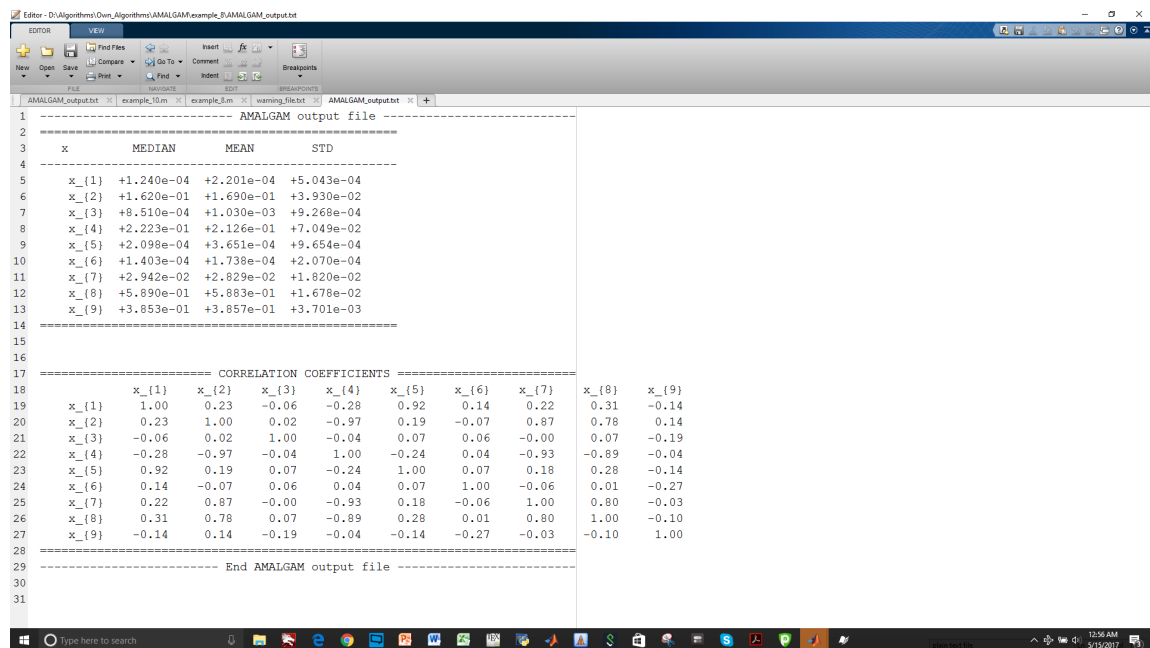 Editor - D:\Algorithms\Own_Algorithms\AMALGAM\example_8\AMALGAM_output.txt
EDITOR VIEW
New Open Save Find Files Compare Print Go To Find Insert fx Comment Indent Breakpoints
FILE NAVIGATE EDIT BREAKPOINTS
AMALGAM_output.txt example_10.m example_8.m warning_file.txt AMALGAM_output.txt +
1 --------------------------- AMALGAM output file ---------------------------
2 ==================================================
3 x MEDIAN MEAN STD
4 --------------------------------------------------
5 x_{1} +1.240e-04 +2.201e-04 +5.043e-04
6 x_{2} +1.620e-01 +1.690e-01 +3.930e-02
7 x_{3} +8.510e-04 +1.030e-03 +9.268e-04
8 x_{4} +2.223e-01 +2.126e-01 +7.049e-02
9 x_{5} +2.098e-04 +3.651e-04 +9.654e-04
10 x_{6} +1.403e-04 +1.738e-04 +2.070e-04
11 x_{7} +2.942e-02 +2.829e-02 +1.820e-02
12 x_{8} +5.890e-01 +5.883e-01 +1.678e-02
13 x_{9} +3.853e-01 +3.857e-01 +3.701e-03
14 ==================================================
15
16
17 ======================== CORRELATION COEFFICIENTS =========================
18 x_{1} x_{2} x_{3} x_{4} x_{5} x_{6} x_{7} x_{8} x_{9}
19 x_{1} 1.00 0.23 -0.06 -0.28 0.92 0.14 0.22 0.31 -0.14
20 x_{2} 0.23 1.00 0.02 -0.97 0.19 -0.07 0.87 0.78 0.14
21 x_{3} -0.06 0.02 1.00 -0.04 0.07 0.06 -0.00 0.07 -0.19
22 x_{4} -0.28 -0.97 -0.04 1.00 -0.24 0.04 -0.93 -0.89 -0.04
23 x_{5} 0.92 0.19 0.07 -0.24 1.00 0.07 0.18 0.28 -0.14
24 x_{6} 0.14 -0.07 0.06 0.04 0.07 1.00 -0.06 0.01 -0.27
25 x_{7} 0.22 0.87 -0.00 -0.93 0.18 -0.06 1.00 0.80 -0.03
26 x_{8} 0.31 0.78 0.07 -0.89 0.28 0.01 0.80 1.00 -0.10
27 x_{9} -0.14 0.14 -0.19 -0.04 -0.14 -0.27 -0.03 -0.10 1.00
28 ===========================================================================
29 ------------------------- End AMALGAM output file -------------------------
30
31
Type here to search
plain text file
12:56 AM
5/15/2017